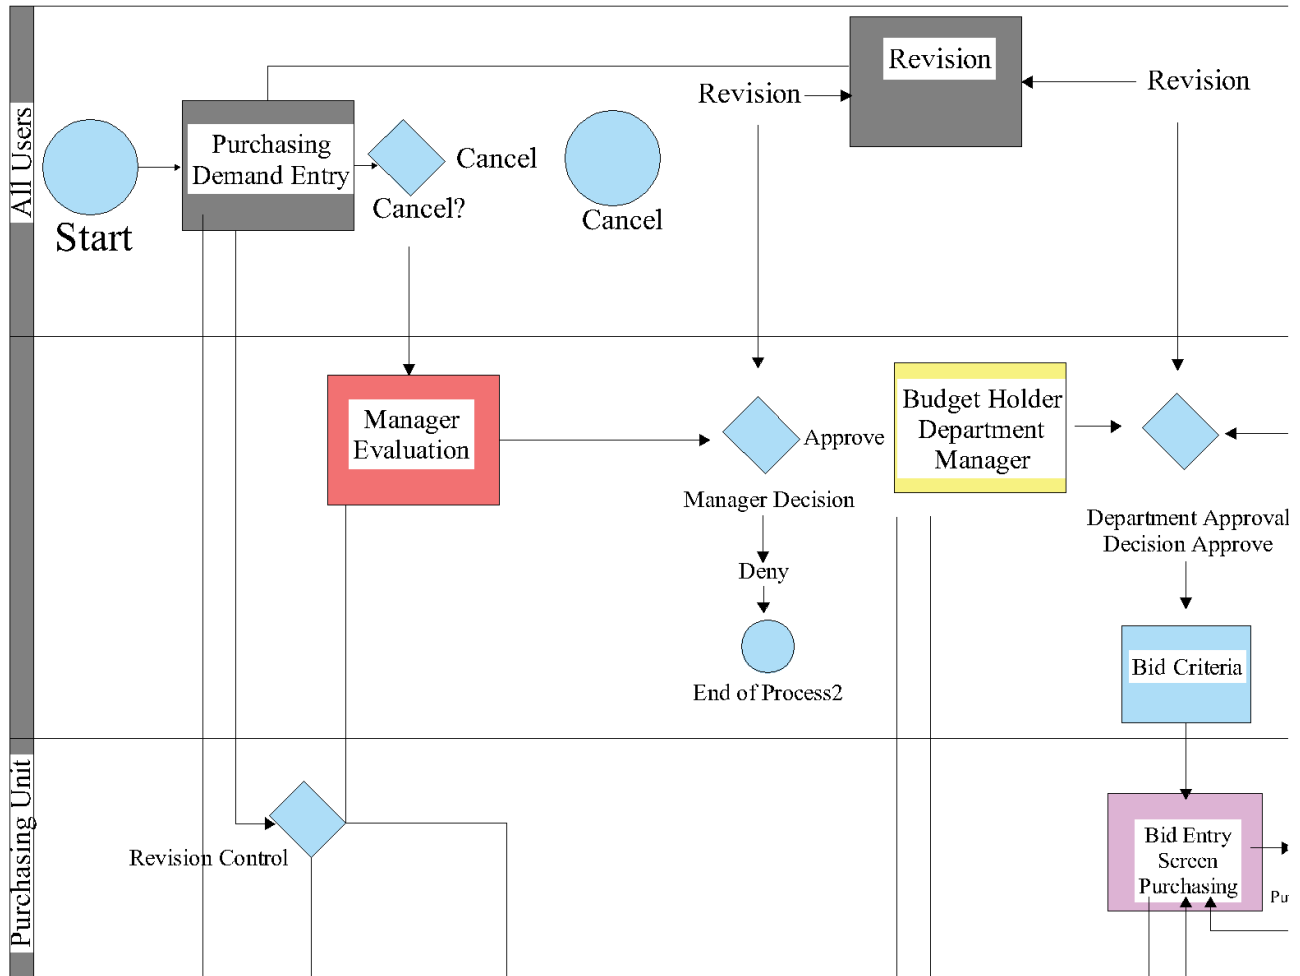 All Users
Start
Purchasing
Demand Entry
Cancel?
Cancel
Cancel
Revision
Revision
Revision
Manager
Evaluation
Approve
Manager Decision
Deny
End of Process2
Budget Holder
Department
Manager
Department Approval
Decision Approve
Bid Criteria
Purchasing Unit
Revision Control
Bid Entry
Screen
Purchasing